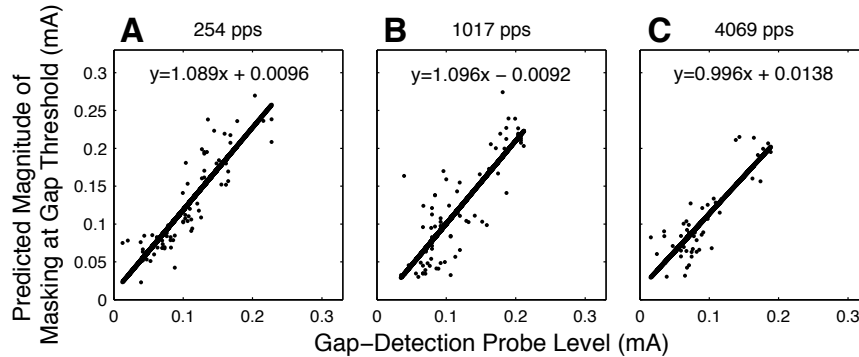 A 254 pps B 1017 pps C 4069 pps
y=1.089x + 0.0096 y=1.096x − 0.0092 y=0.996x + 0.0138
Predicted Magnitude of
Masking at Gap Threshold (mA)
0.3
0.25
0.2
0.15
0.1
0.05
0
0 0.1 0.2 0.3 0 0.1 0.2 0.3 0 0.1 0.2 0.3
Gap−Detection Probe Level (mA)